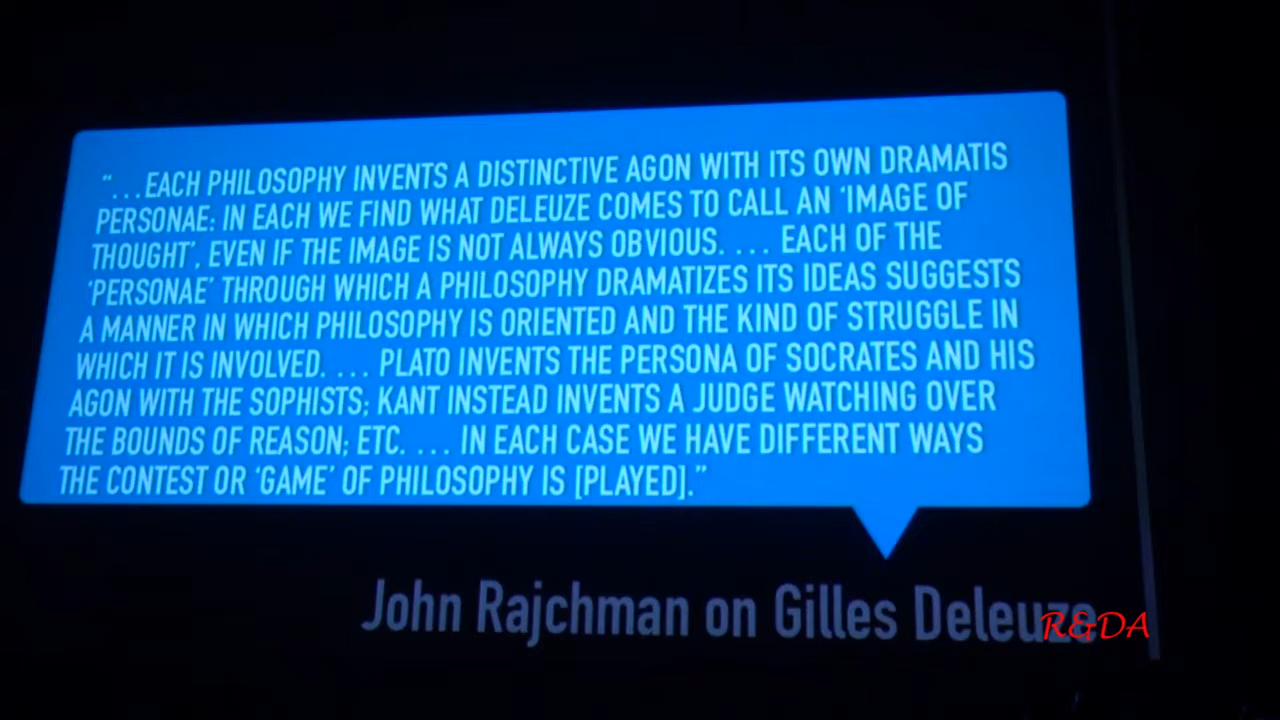 “...EACH PHILOSOPHY INVENTS A DISTINCTIVE AGON WITH ITS OWN DRAMATIS
PERSONAE: IN EACH WE FIND WHAT DELEUZE COMES TO CALL AN ‘IMAGE OF
THOUGHT’, EVEN IF THE IMAGE IS NOT ALWAYS OBVIOUS. ... EACH OF THE
‘PERSONAE’ THROUGH WHICH A PHILOSOPHY DRAMATIZES ITS IDEAS SUGGESTS
A MANNER IN WHICH PHILOSOPHY IS ORIENTED AND THE KIND OF STRUGGLE IN
WHICH IT IS INVOLVED. ... PLATO INVENTS THE PERSONA OF SOCRATES AND HIS
AGON WITH THE SOPHISTS; KANT INSTEAD INVENTS A JUDGE WATCHING OVER
THE BOUNDS OF REASON; ETC. ... IN EACH CASE WE HAVE DIFFERENT WAYS
THE CONTEST OR ‘GAME’ OF PHILOSOPHY IS [PLAYED].”
John Rajchman on Gilles Deleuze
R&DA